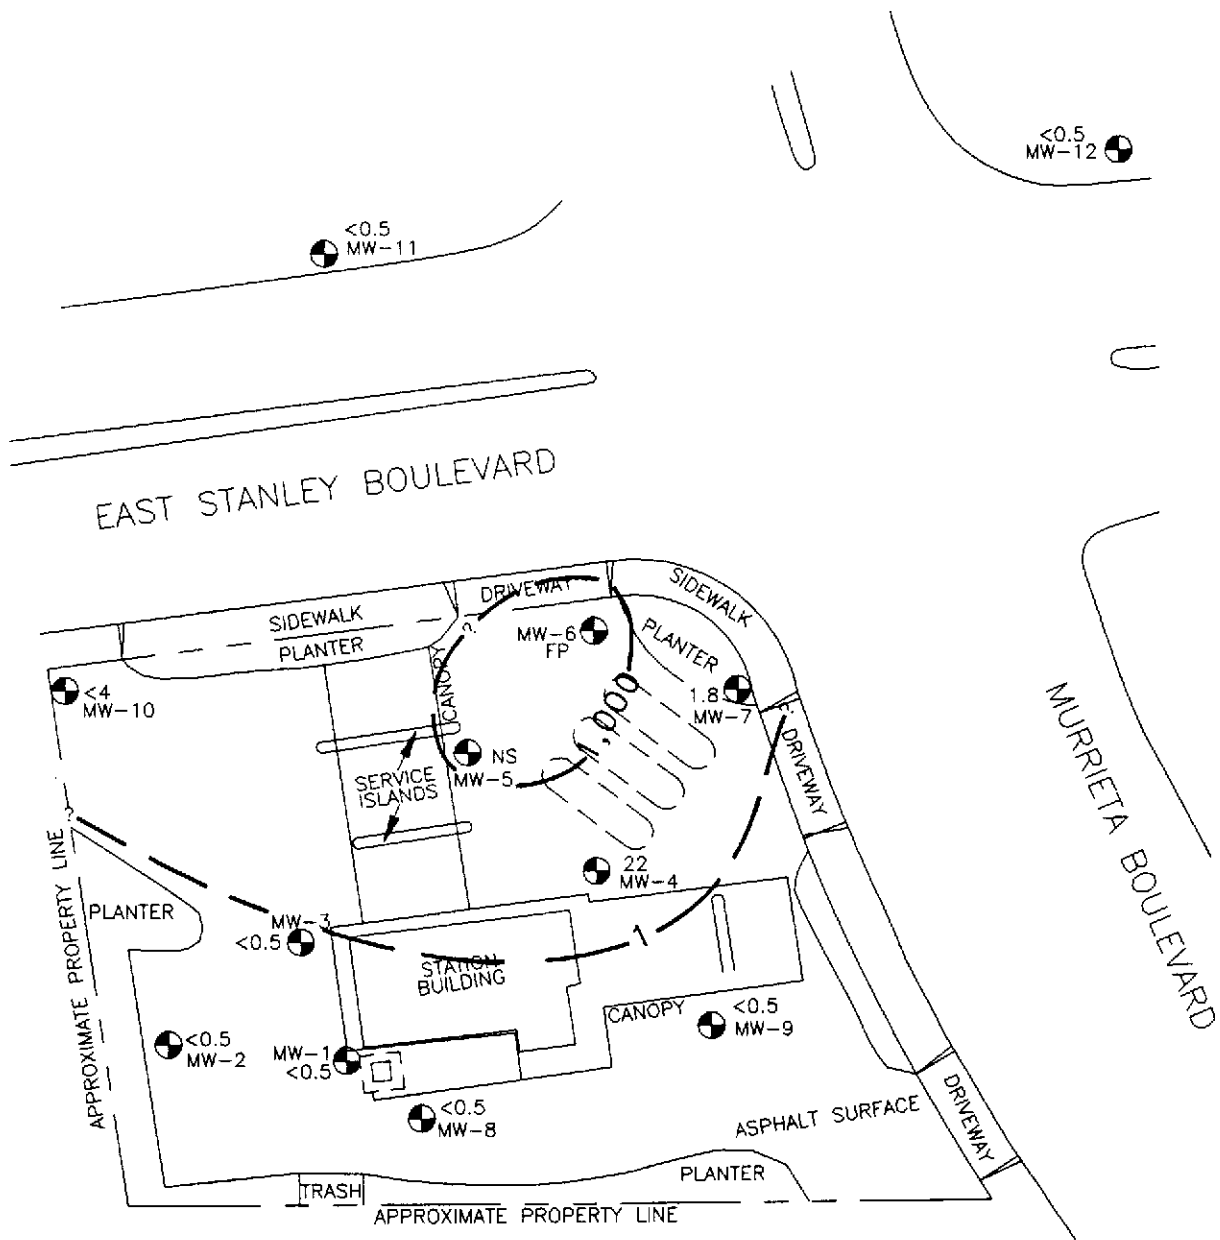 <0.5
MW-12
<0.5
MW-11
EAST STANLEY BOULEVARD
SIDEWALK
PLANTER
DRIVEWAY
SIDEWALK
PLANTER
MW-6
FP
?
CANOPY
<4
MW-10
1.8
MW-7
?
DRIVEWAY
1,000
NS
MW-5
SERVICE
ISLANDS
MURRIETA BOULEVARD
?
22
MW-4
PLANTER
MW-3
<0.5
1
STATION
BUILDING
CANOPY
<0.5
MW-9
<0.5
MW-2
MW-1
<0.5
<0.5
MW-8
APPROXIMATE PROPERTY LINE
ASPHALT SURFACE
DRIVEWAY
PLANTER
TRASH
APPROXIMATE PROPERTY LINE